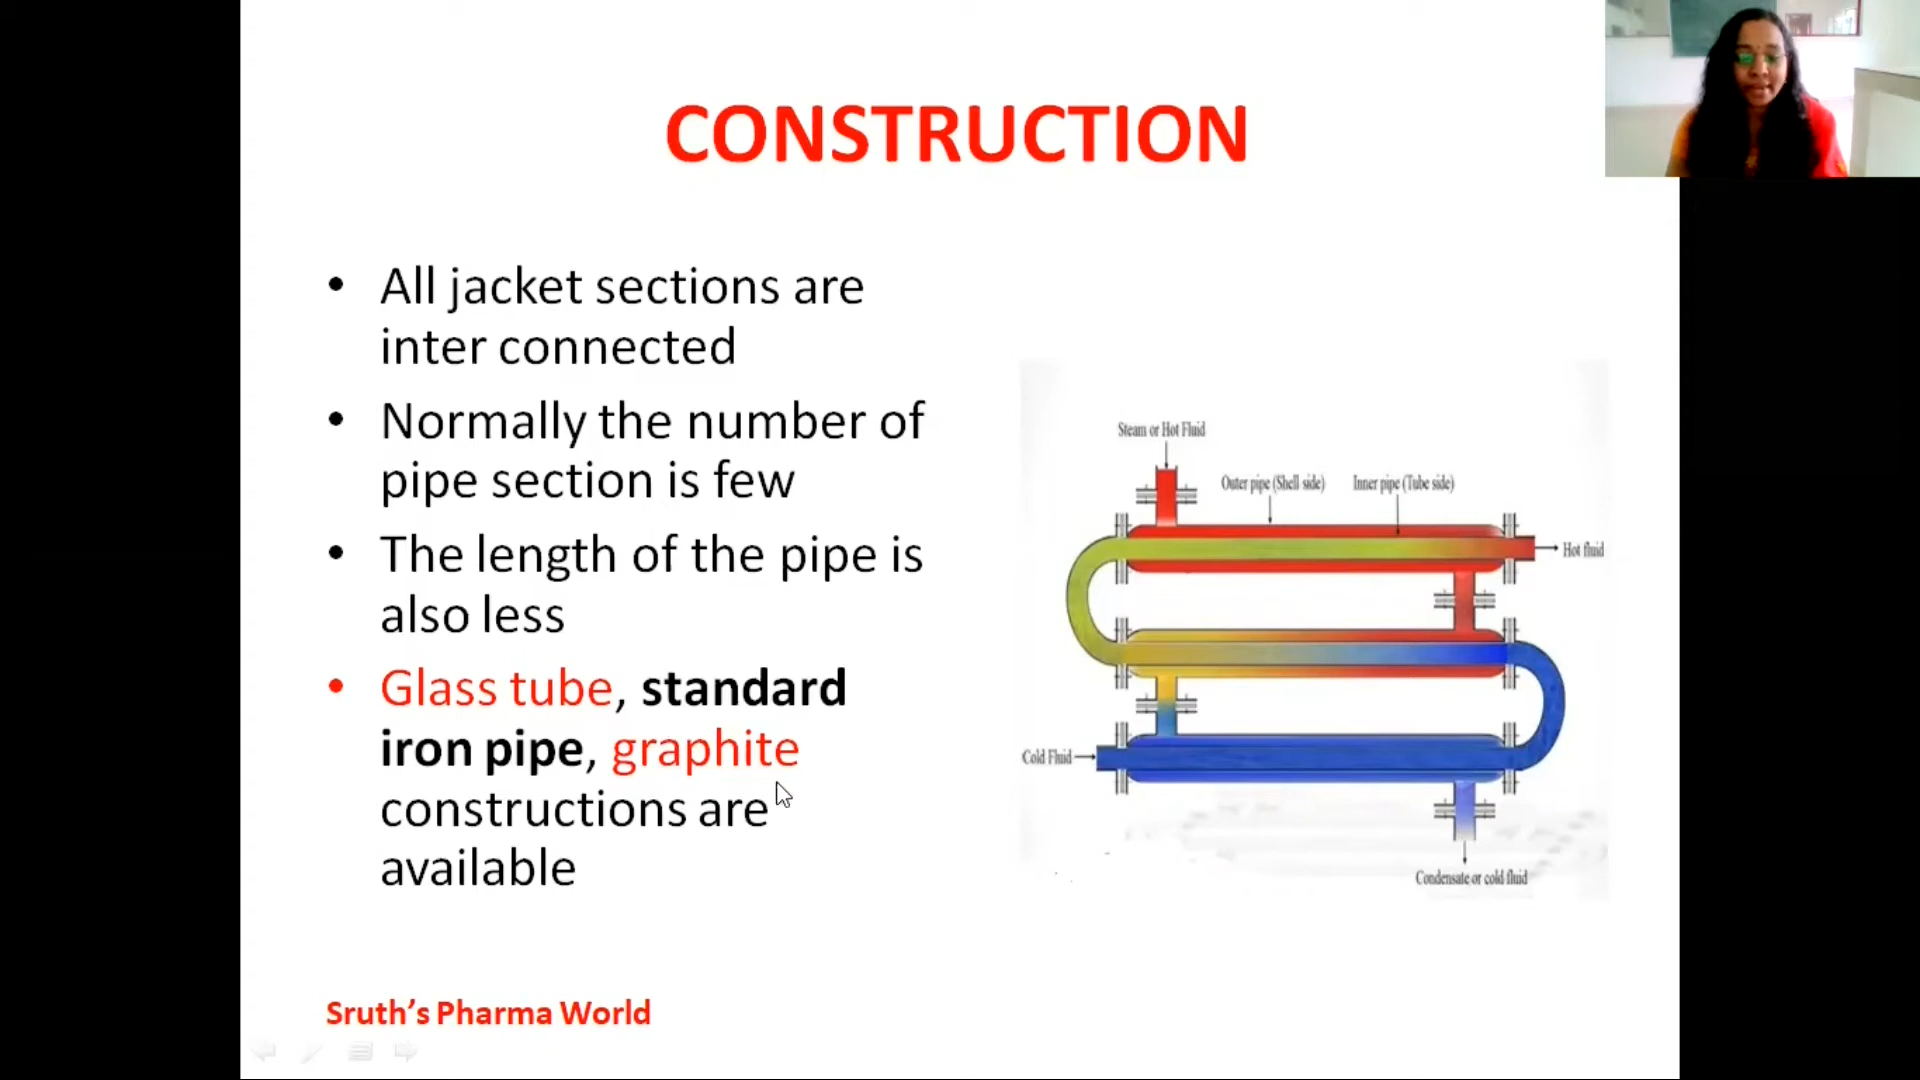 CONSTRUCTION
• All jacket sections are
inter connected
• Normally the number of
pipe section is few
• The length of the pipe is
also less
• Glass tube, standard
iron pipe, graphite
constructions are
available
Steam or Hot Fluid
Outer pipe (Shell side)
Inner pipe (Tube side)
Hot fluid
Cold Fluid
Condensate or cold fluid
Sruth’s Pharma World